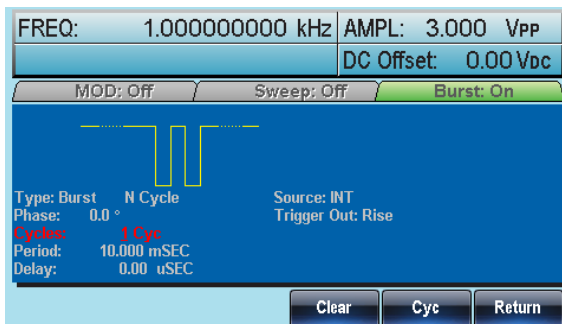 FREQ: 1.000000000 kHz AMPL: 3.000 VPP
DC Offset: 0.00 VDC
MOD: Off Sweep: Off Burst: On
Type: Burst N Cycle Source: INT
Phase: 0.0 ° Trigger Out: Rise
Cycles: 1 Cyc
Period: 10.000 mSEC
Delay: 0.00 uSEC
Clear Cyc Return